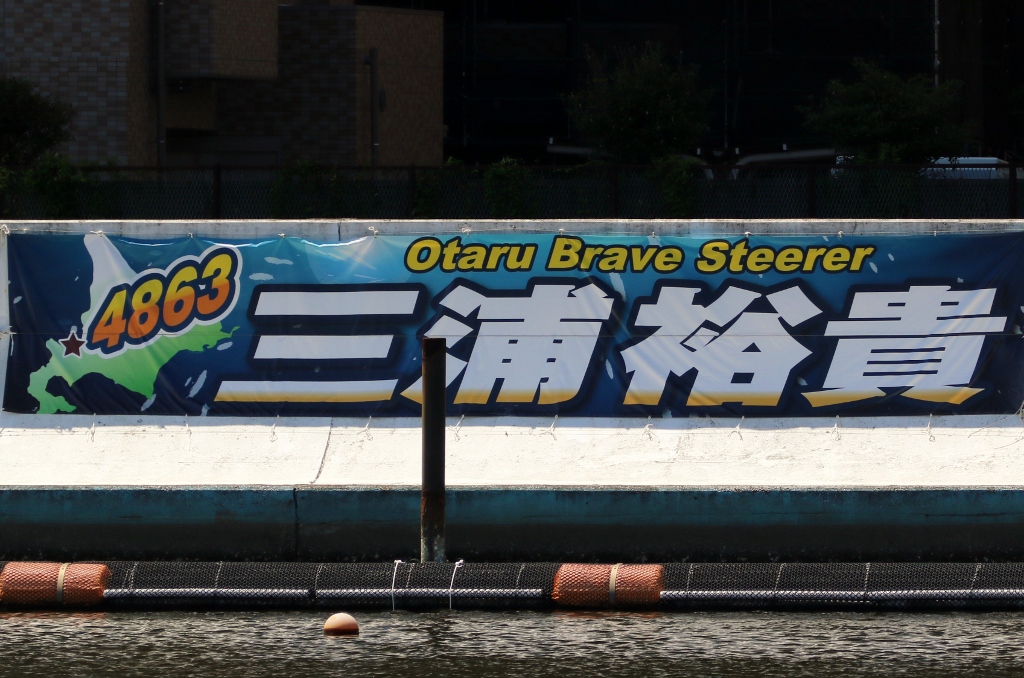 Otaru Brave Steerer
4863
三浦裕貴